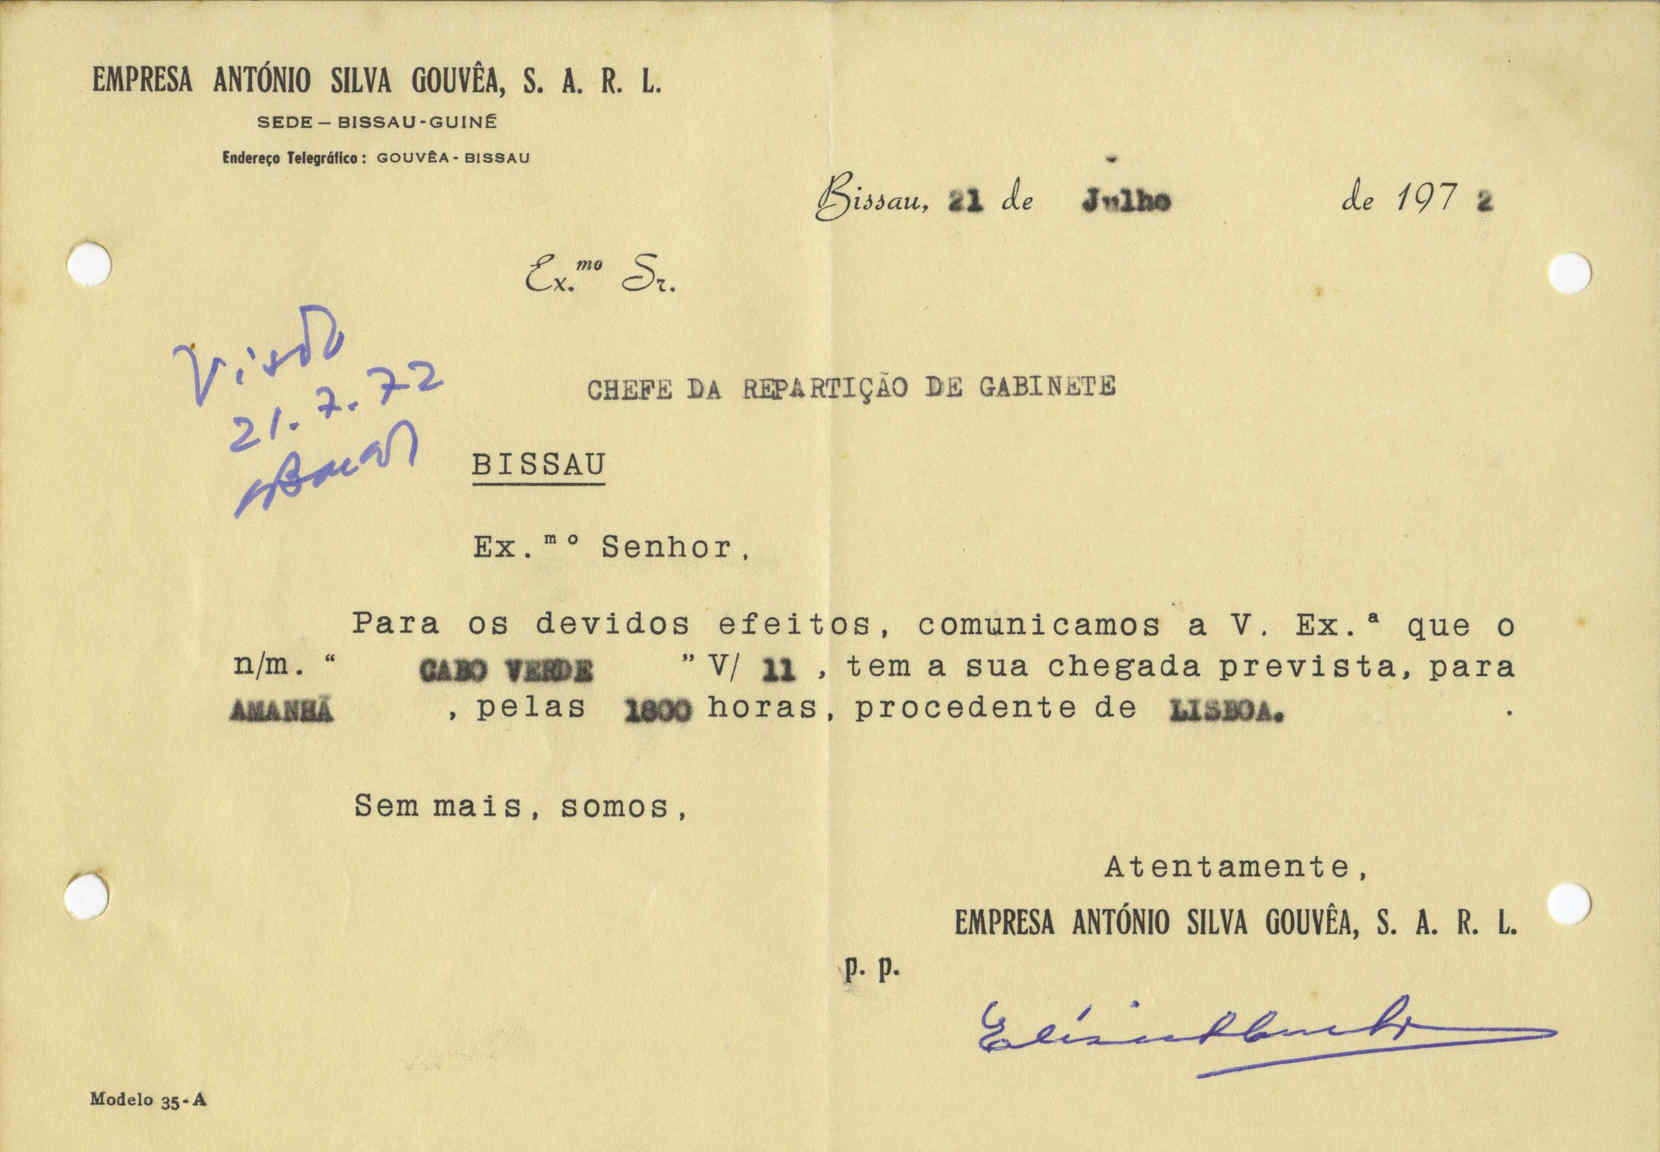 EMPRESA ANTÓNIO SILVA GOUVÊA, S. A. R. L.
SEDE – BISSAU-GUINÉ
Endereço Telegráfico: GOUVÊA - BISSAU
Bissau, 21 de Julho de 1972
Ex.mo Sr.
Visto
21.7.72
CHEFE DA REPARTIÇÃO DE GABINETE
BISSAU
Ex.mo Senhor,
Para os devidos efeitos, comunicamos a V. Ex.ª que o
n/m. “ CABO VERDE ” V/ 11 , tem a sua chegada prevista, para
AMANHÃ , pelas 1800 horas, procedente de LISBOA. .
Sem mais, somos,
Atentamente,
EMPRESA ANTÓNIO SILVA GOUVÊA, S. A. R. L.
p. p.
Modelo 35-A